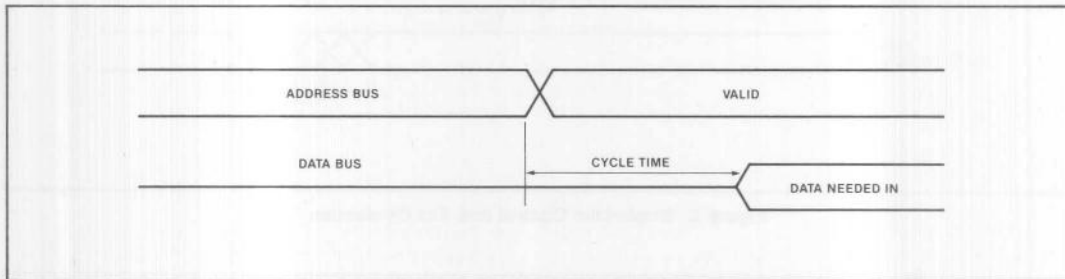 ADDRESS BUS
VALID
DATA BUS
CYCLE TIME
DATA NEEDED IN